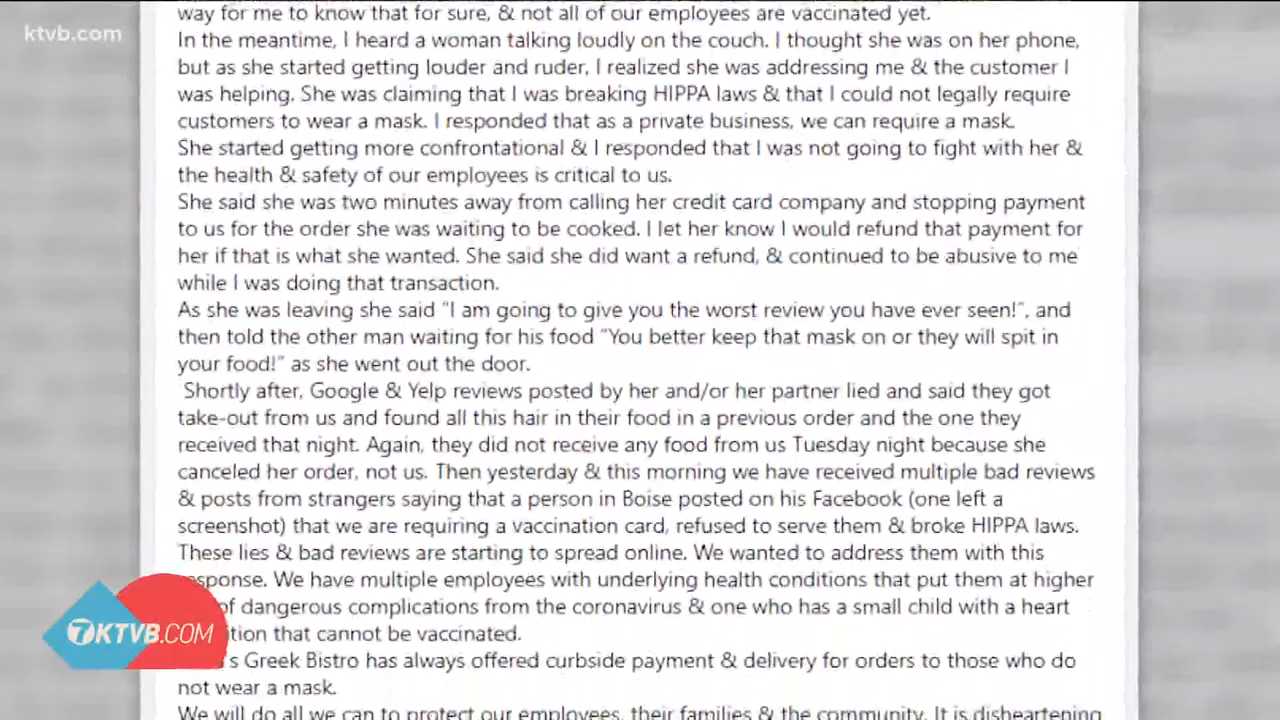 ktvb.com
way for me to know that for sure, & not all of our employees are vaccinated yet.
In the meantime, I heard a woman talking loudly on the couch. I thought she was on her phone,
but as she started getting louder and ruder, I realized she was addressing me & the customer I
was helping. She was claiming that I was breaking HIPPA laws & that I could not legally require
customers to wear a mask. I responded that as a private business, we can require a mask.
She started getting more confrontational & I responded that I was not going to fight with her &
the health & safety of our employees is critical to us.
She said she was two minutes away from calling her credit card company and stopping payment
to us for the order she was waiting to be cooked. I let her know I would refund that payment for
her if that is what she wanted. She said she did want a refund, & continued to be abusive to me
while I was doing that transaction.
As she was leaving she said "I am going to give you the worst review you have ever seen!", and
then told the other man waiting for his food "You better keep that mask on or they will spit in
your food!" as she went out the door.
Shortly after, Google & Yelp reviews posted by her and/or her partner lied and said they got
take-out from us and found all this hair in their food in a previous order and the one they
received that night. Again, they did not receive any food from us Tuesday night because she
canceled her order, not us. Then yesterday & this morning we have received multiple bad reviews
& posts from strangers saying that a person in Boise posted on his Facebook (one left a
screenshot) that we are requiring a vaccination card, refused to serve them & broke HIPPA laws.
These lies & bad reviews are starting to spread online. We wanted to address them with this
esponse. We have multiple employees with underlying health conditions that put them at higher
of dangerous complications from the coronavirus & one who has a small child with a heart
ition that cannot be vaccinated.
's Greek Bistro has always offered curbside payment & delivery for orders to those who do
not wear a mask.
We will do all we can to protect our employees, their families & the community. It is disheartening
7KTVB.COM